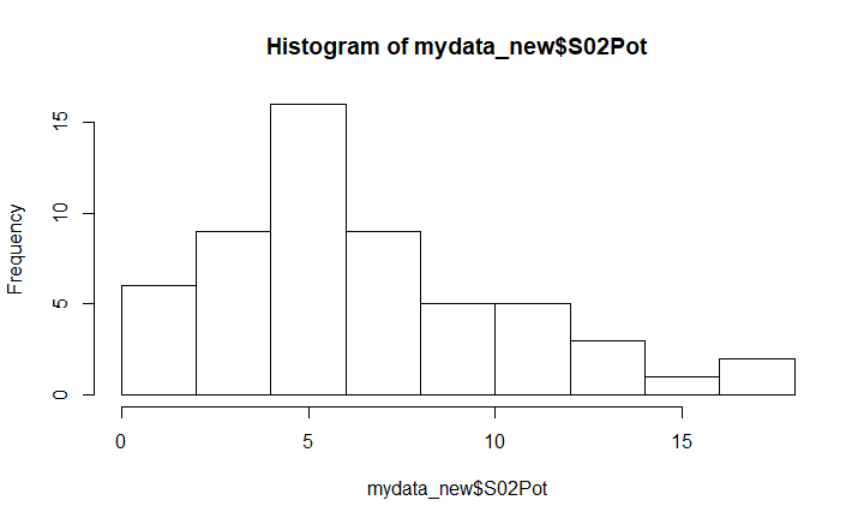 Histogram of mydata_new$S02Pot
Frequency
15
10
5
0
0 5 10 15
mydata_new$S02Pot